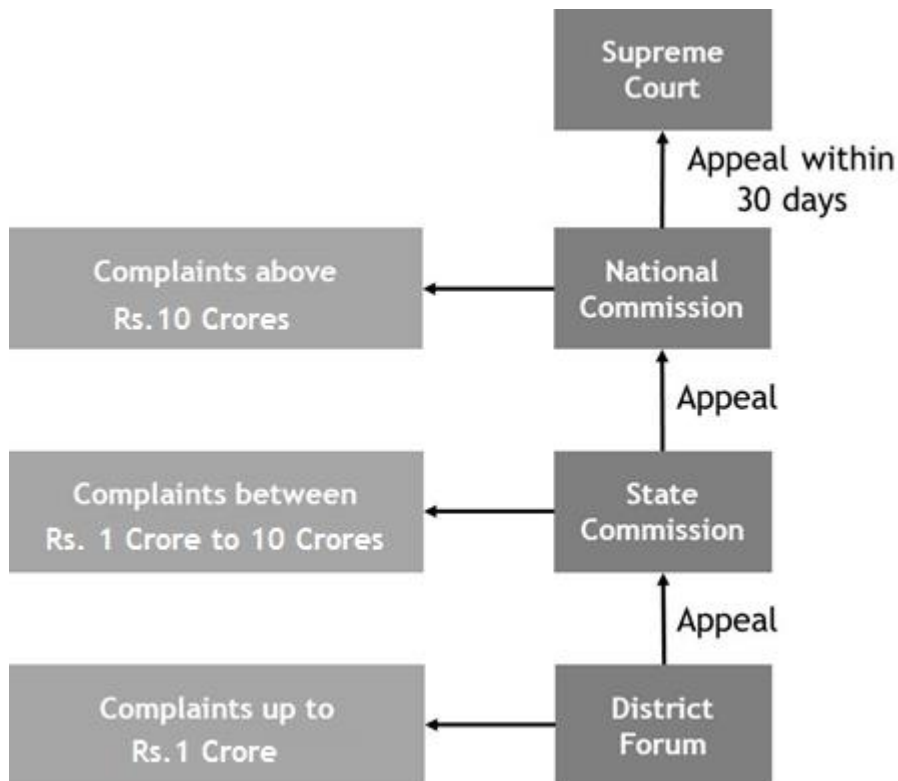 Supreme
Court
Appeal within
30 days
Complaints above
Rs.10 Crores
National
Commission
Appeal
Complaints between
Rs. 1 Crore to 10 Crores
State
Commission
Appeal
Complaints up to
Rs.1 Crore
District
Forum